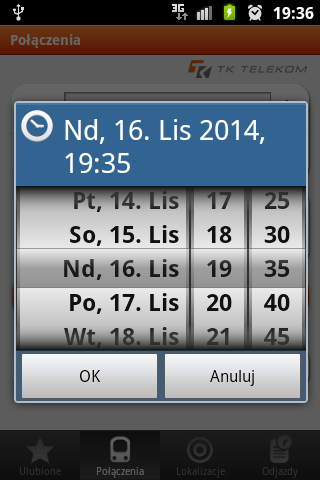 3G 19:36
Połączenia
TK TELEKOM
Nd, 16. Lis 2014,
19:35
Pt, 14. Lis 17 25
So, 15. Lis 18 30
Nd, 16. Lis 19 35
Po, 17. Lis 20 40
Wt, 18. Lis 21 45
OK Anuluj
Ulubione Połączenia Lokalizacje Odjazdy